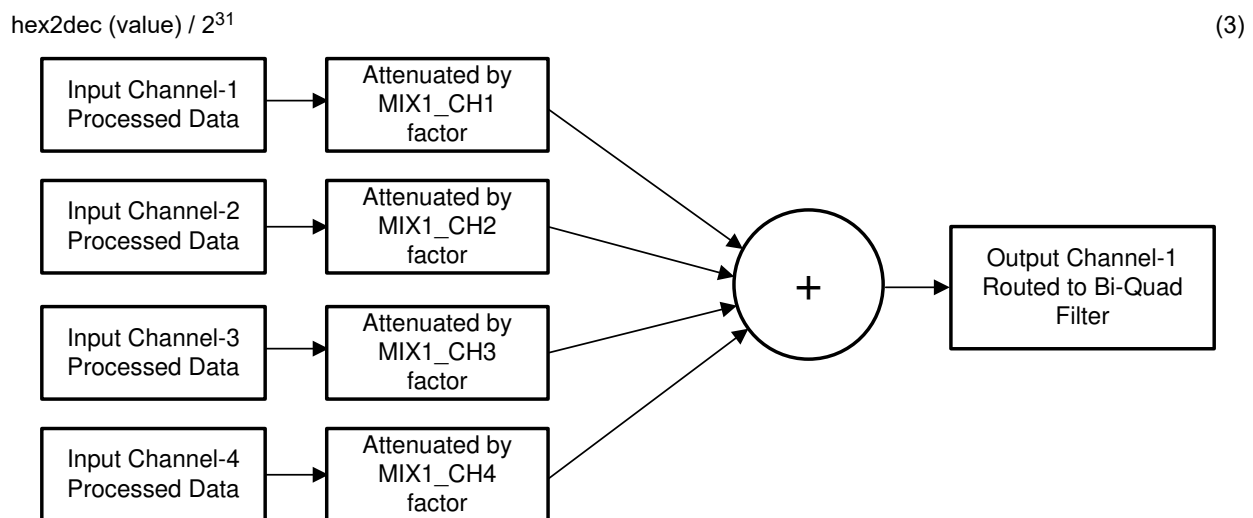 hex2dec (value) / 2³¹ (3)
Input Channel-1
Processed Data
Attenuated by
MIX1_CH1
factor
Input Channel-2
Processed Data
Attenuated by
MIX1_CH2
factor
Input Channel-3
Processed Data
Attenuated by
MIX1_CH3
factor
Input Channel-4
Processed Data
Attenuated by
MIX1_CH4
factor
+
Output Channel-1
Routed to Bi-Quad
Filter